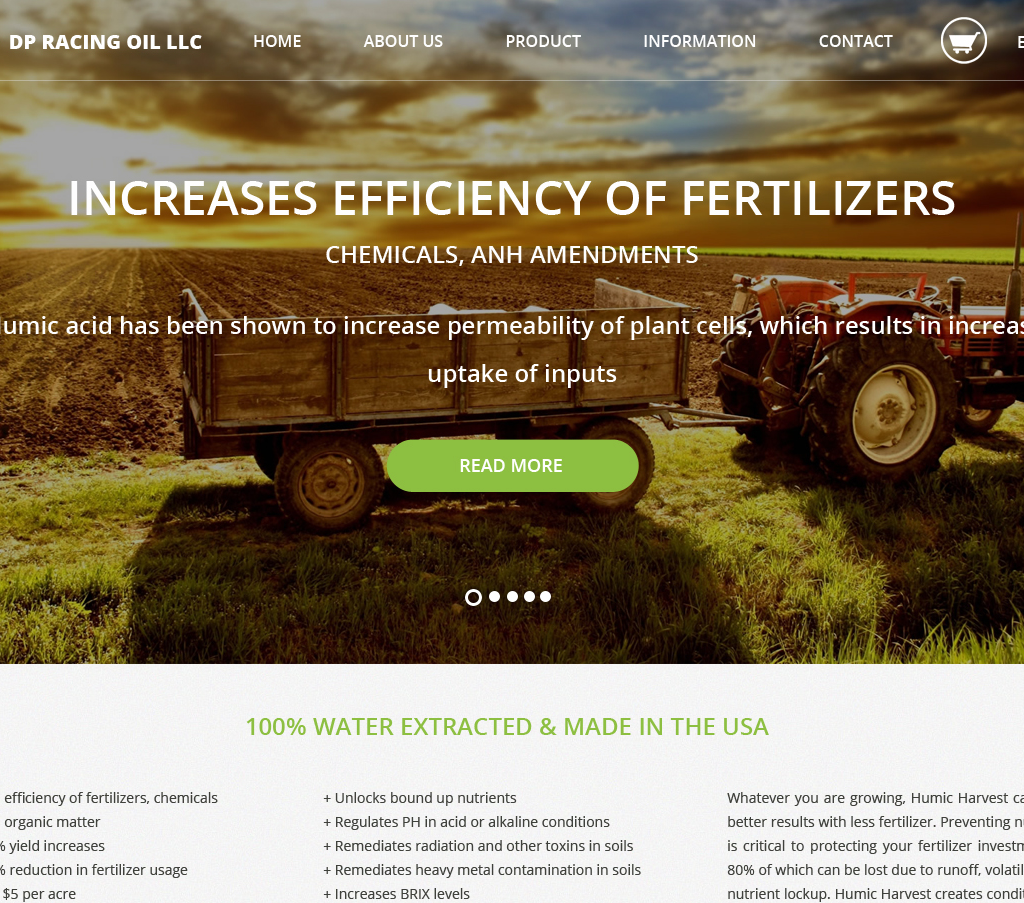 DP RACING OIL LLC HOME ABOUT US PRODUCT INFORMATION CONTACT
INCREASES EFFICIENCY OF FERTILIZERS
CHEMICALS, ANH AMENDMENTS
umic acid has been shown to increase permeability of plant cells, which results in increas
uptake of inputs
READ MORE
100% WATER EXTRACTED & MADE IN THE USA
efficiency of fertilizers, chemicals
organic matter
% yield increases
% reduction in fertilizer usage
$5 per acre
+ Unlocks bound up nutrients
+ Regulates PH in acid or alkaline conditions
+ Remediates radiation and other toxins in soils
+ Remediates heavy metal contamination in soils
+ Increases BRIX levels
Whatever you are growing, Humic Harvest ca
better results with less fertilizer. Preventing
is critical to protecting your fertilizer investm
80% of which can be lost due to runoff, volatil
nutrient lockup. Humic Harvest creates condit